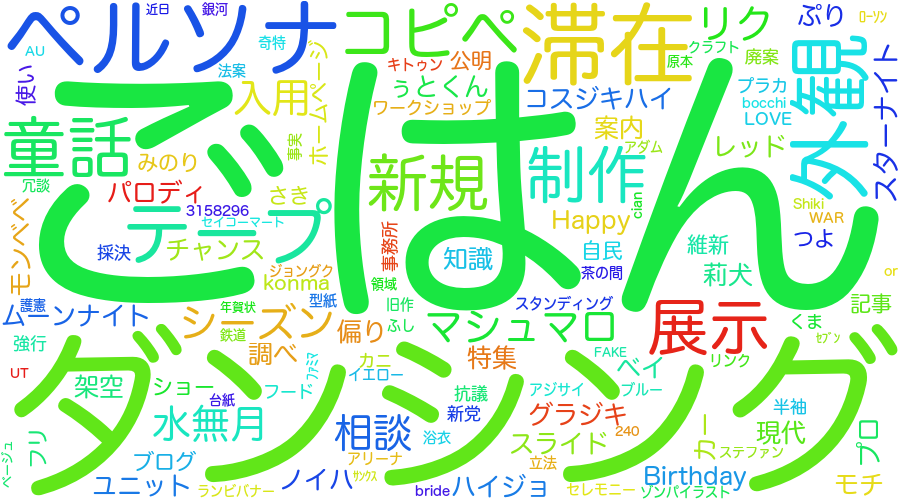 近日
銀河
ペルソナ
コピペ
滞在
リク
ぷり
ローソン
AU
奇特
キトゥン
公明
クラフト
原本
廃案
外観
スターナイト
使い
法案
入用
ホームページ
ぅとくん
ワークショップ
コスジキハイ
プラカ
bocchi
LOVE
ごはん
童話
事実
みのり
新規
制作
案内
アダム
レッド
冗談
パロディ
さき
3158296
セイコーマート
テープ
チャンス
採決
事務所
知識
Happy
cian
Shiki
WAR
つよ
モンベベ
自民
維新
茶の間
莉犬
ジョングク
konma
領域
護憲
ムーンナイト
年賀状
型紙
旧作
スタンディング
記事
or
シーズン
偏り
ふし
マシュマロ
展示
くま
鉄道
強行
調べ
カニ
特集
FAKE
ベイ
リンク
セブン
UT
架空
ショー
フード
ファミマ
イエロー
アジサイ
ブルー
ダンシング
台紙
水無月
相談
抗議
新党
グラジキ
半袖
浴衣
240
現代
フリ
ブログ
アリーナ
スライド
立法
カー
ステファン
プロ
ページュ
ユニット
ノイハ
サンクス
ハイジョ
Birthday
モチ
ランピバナー
bride
セレモニー
ゾンパイラスト